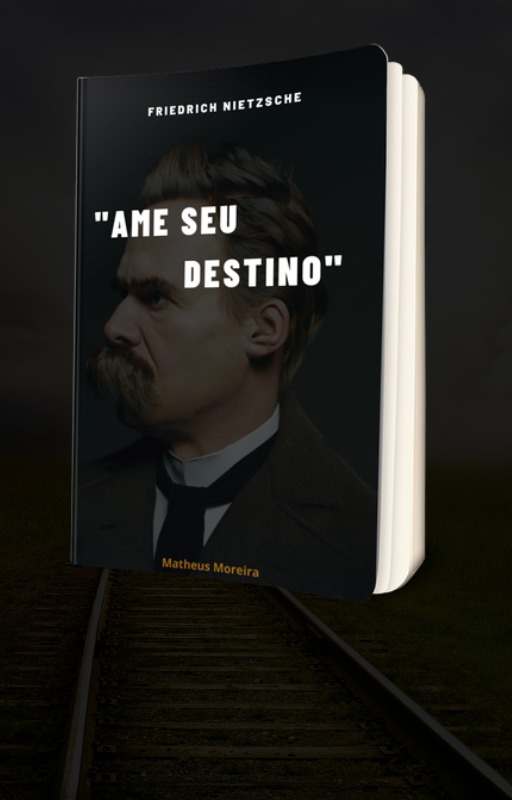 FRIEDRICH NIETZSCHE
"AME SEU
DESTINO"
Matheus Moreira